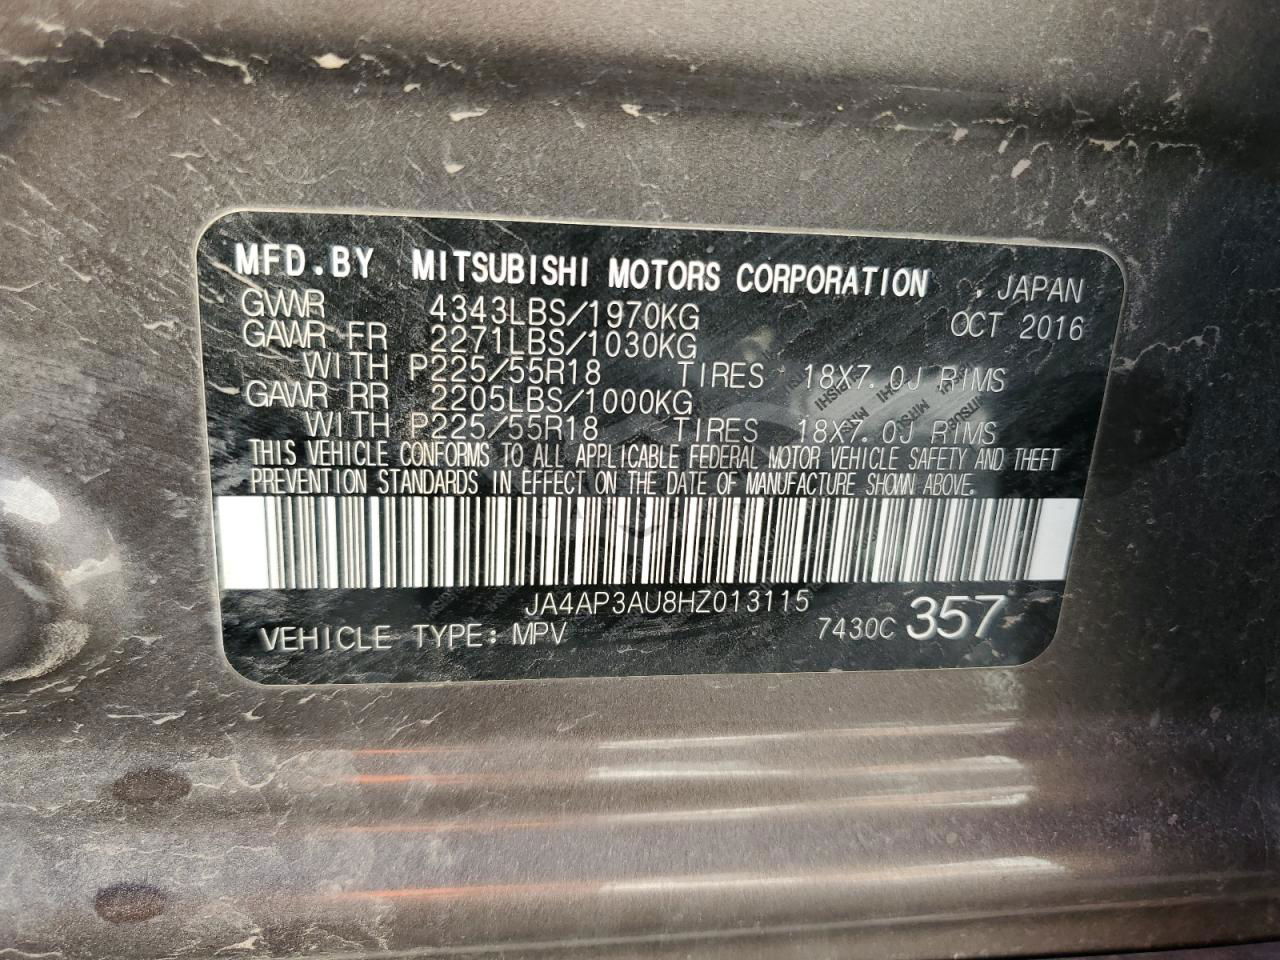 MFD.BY MITSUBISHI MOTORS CORPORATION , JAPAN
GVWR 4343LBS/1970KG OCT 2016
GAWR FR 2271LBS/1030KG
WITH P225/55R18 TIRES 18X7.0J RIMS
GAWR RR 2205LBS/1000KG
WITH P225/55R18 TIRES 18X7.0J RIMS
THIS VEHICLE CONFORMS TO ALL APPLICABLE FEDERAL MOTOR VEHICLE SAFETY AND THEFT
PREVENTION STANDARDS IN EFFECT ON THE DATE OF MANUFACTURE SHOWN ABOVE.
JA4AP3AU8HZ013115
VEHICLE TYPE: MPV 7430C 357